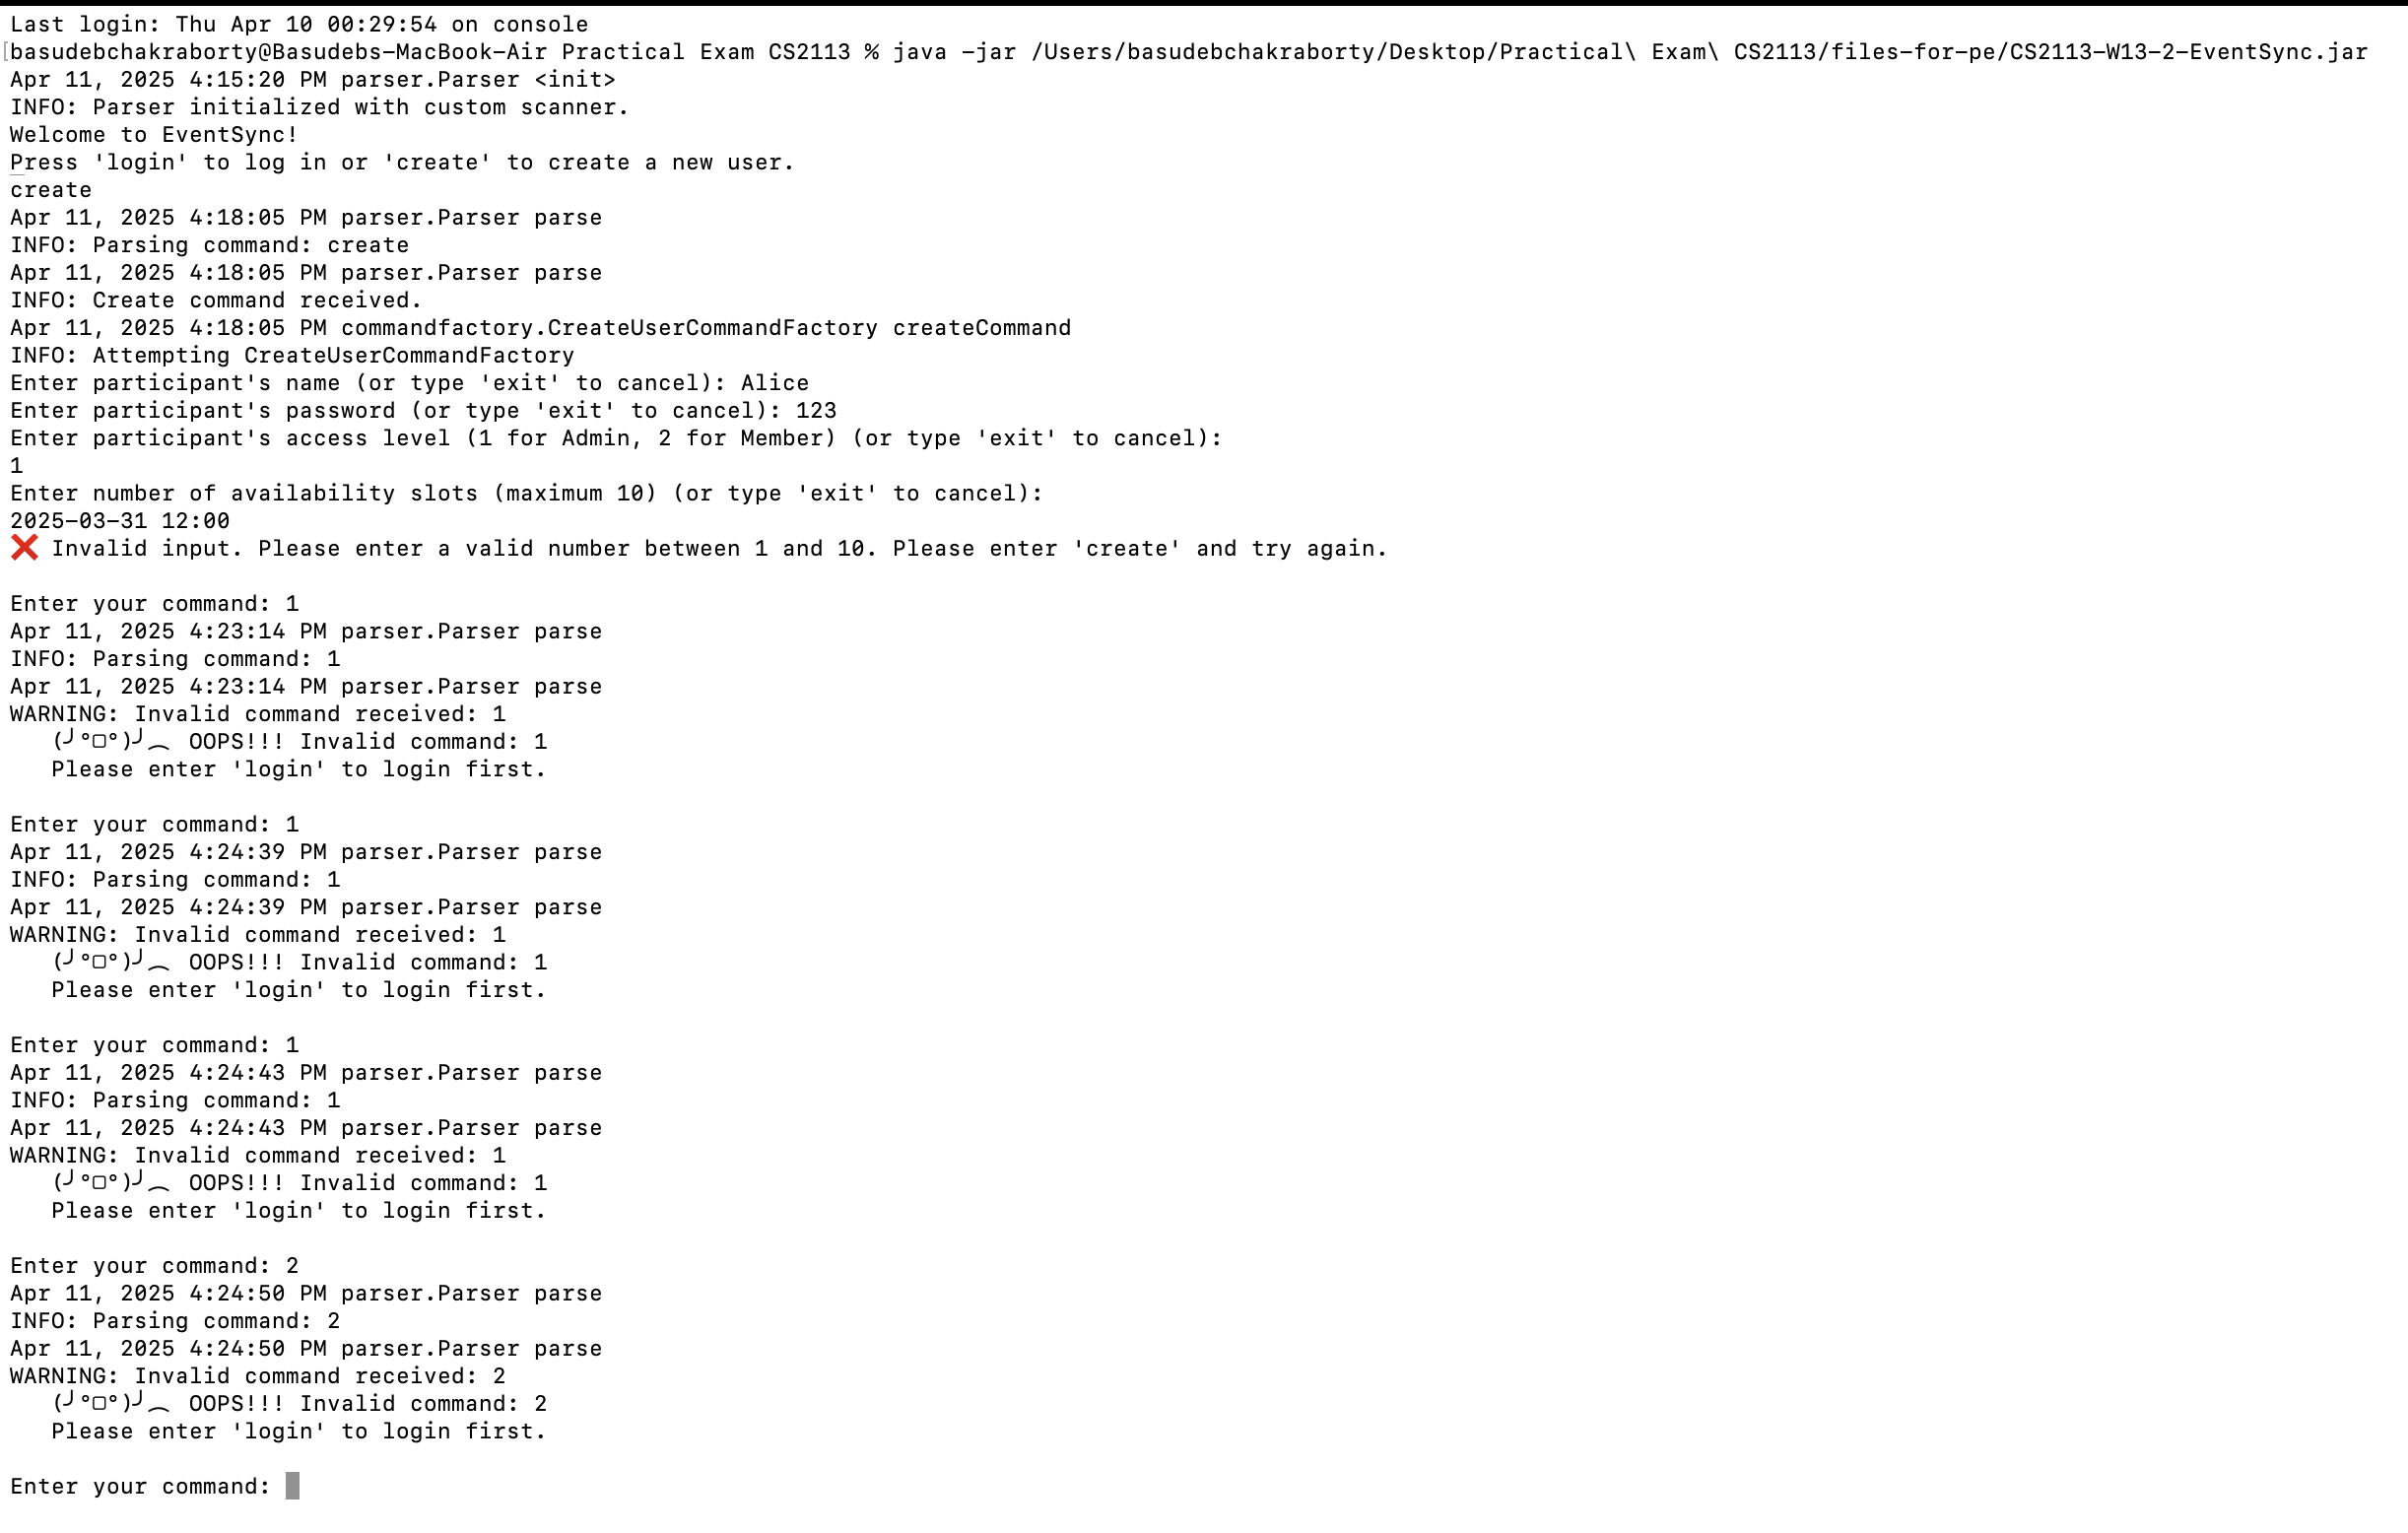 Last login: Thu Apr 10 00:29:54 on console
[basudebchakraborty@Basudebs-MacBook-Air Practical Exam CS2113 % java -jar /Users/basudebchakraborty/Desktop/Practical\ Exam\ CS2113/files-for-pe/CS2113-W13-2-EventSync.jar
Apr 11, 2025 4:15:20 PM parser.Parser <init>
INFO: Parser initialized with custom scanner.
Welcome to EventSync!
Press 'login' to log in or 'create' to create a new user.
create
Apr 11, 2025 4:18:05 PM parser.Parser parse
INFO: Parsing command: create
Apr 11, 2025 4:18:05 PM parser.Parser parse
INFO: Create command received.
Apr 11, 2025 4:18:05 PM commandfactory.CreateUserCommandFactory createCommand
INFO: Attempting CreateUserCommandFactory
Enter participant's name (or type 'exit' to cancel): Alice
Enter participant's password (or type 'exit' to cancel): 123
Enter participant's access level (1 for Admin, 2 for Member) (or type 'exit' to cancel):
1
Enter number of availability slots (maximum 10) (or type 'exit' to cancel):
2025-03-31 12:00
❌ Invalid input. Please enter a valid number between 1 and 10. Please enter 'create' and try again.
Enter your command: 1
Apr 11, 2025 4:23:14 PM parser.Parser parse
INFO: Parsing command: 1
Apr 11, 2025 4:23:14 PM parser.Parser parse
WARNING: Invalid command received: 1
(╯°□°)╯︵ OOPS!!! Invalid command: 1
Please enter 'login' to login first.
Enter your command: 1
Apr 11, 2025 4:24:39 PM parser.Parser parse
INFO: Parsing command: 1
Apr 11, 2025 4:24:39 PM parser.Parser parse
WARNING: Invalid command received: 1
(╯°□°)╯︵ OOPS!!! Invalid command: 1
Please enter 'login' to login first.
Enter your command: 1
Apr 11, 2025 4:24:43 PM parser.Parser parse
INFO: Parsing command: 1
Apr 11, 2025 4:24:43 PM parser.Parser parse
WARNING: Invalid command received: 1
(╯°□°)╯︵ OOPS!!! Invalid command: 1
Please enter 'login' to login first.
Enter your command: 2
Apr 11, 2025 4:24:50 PM parser.Parser parse
INFO: Parsing command: 2
Apr 11, 2025 4:24:50 PM parser.Parser parse
WARNING: Invalid command received: 2
(╯°□°)╯︵ OOPS!!! Invalid command: 2
Please enter 'login' to login first.
Enter your command: